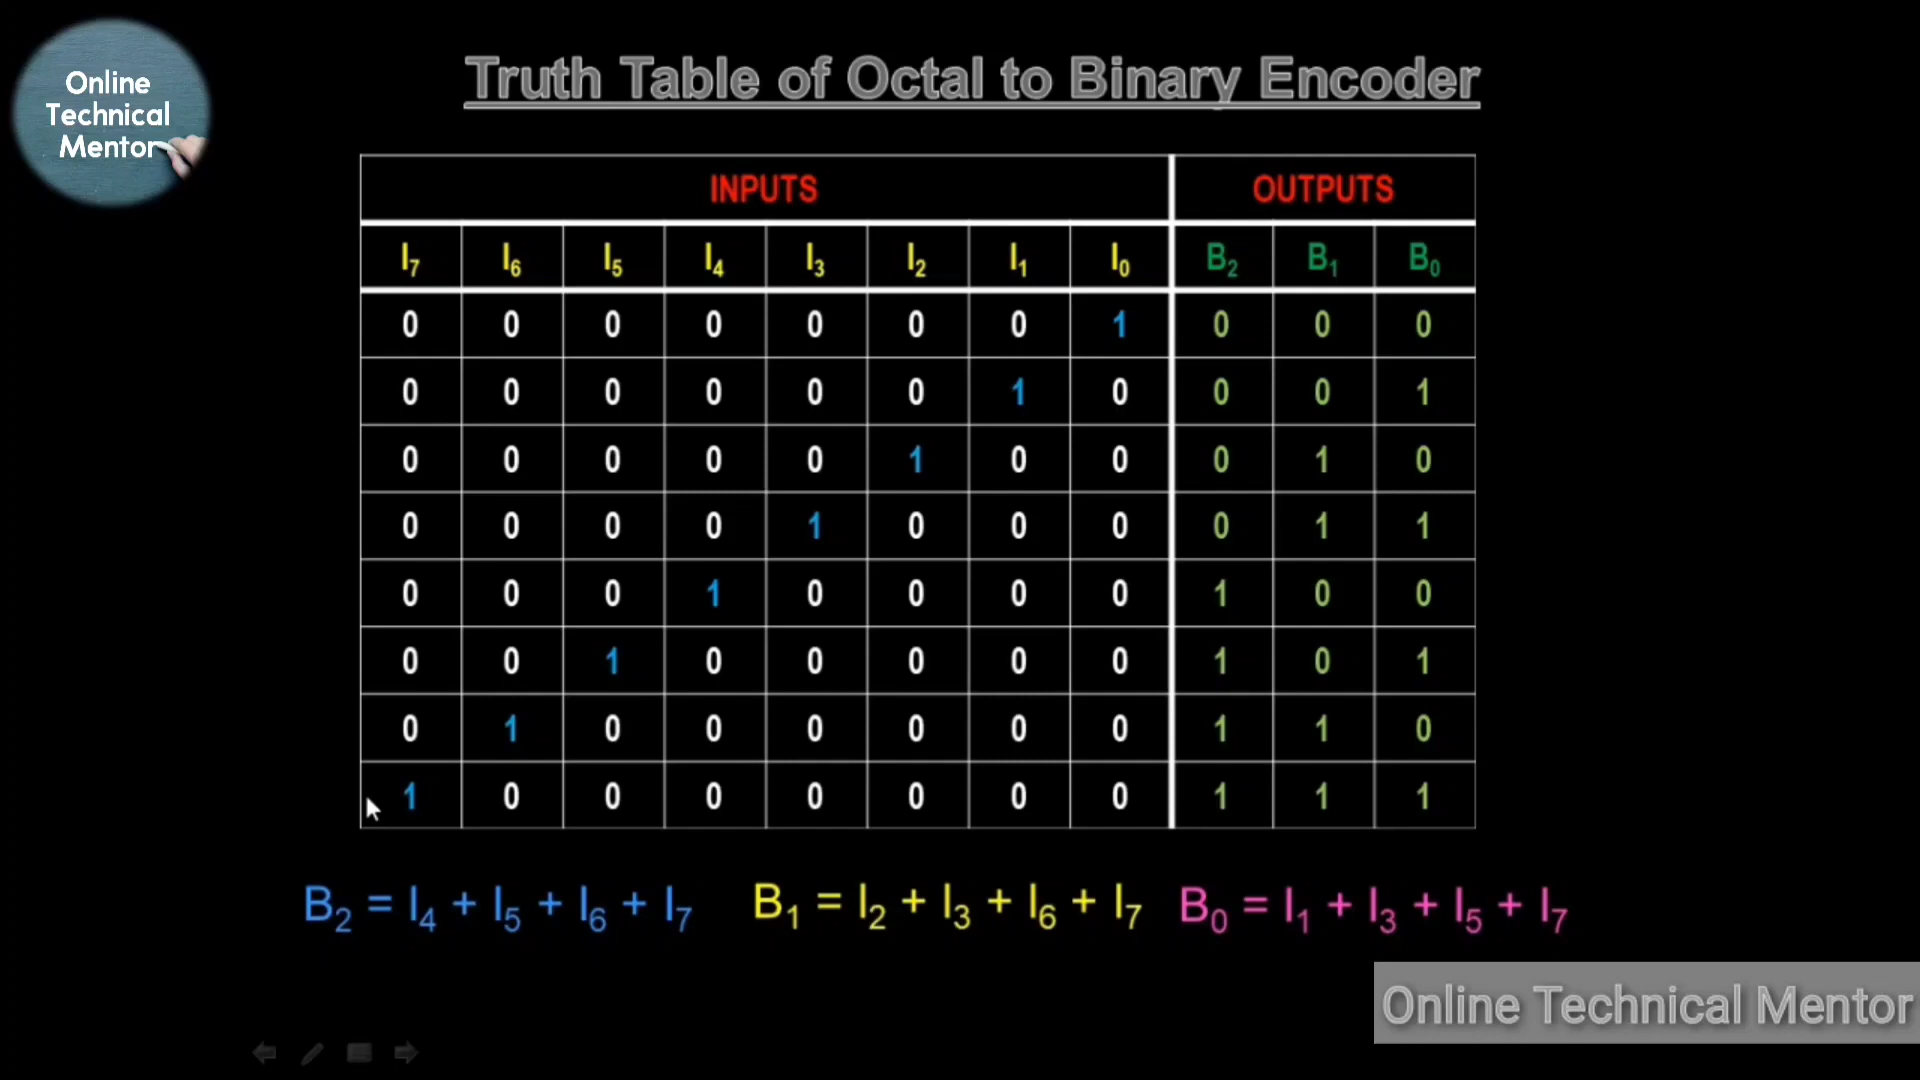 Online
Technical
Mentor
Truth Table of Octal to Binary Encoder
INPUTS OUTPUTS
I₇ I₆ I₅ I₄ I₃ I₂ I₁ I₀ B₂ B₁ B₀
0 0 0 0 0 0 0 1 0 0 0
0 0 0 0 0 0 1 0 0 0 1
0 0 0 0 0 1 0 0 0 1 0
0 0 0 0 1 0 0 0 0 1 1
0 0 0 1 0 0 0 0 1 0 0
0 0 1 0 0 0 0 0 1 0 1
0 1 0 0 0 0 0 0 1 1 0
1 0 0 0 0 0 0 0 1 1 1
B₂ = I₄ + I₅ + I₆ + I₇ B₁ = I₂ + I₃ + I₆ + I₇ B₀ = I₁ + I₃ + I₅ + I₇
Online Technical Mentor